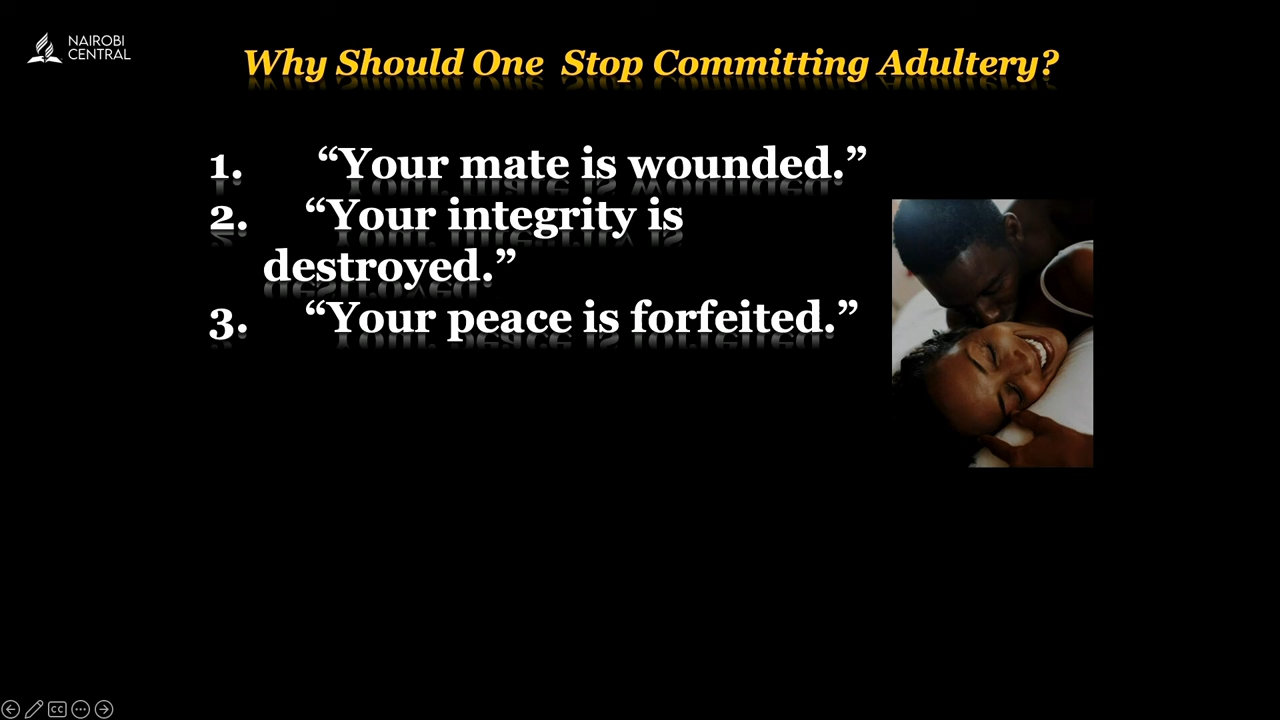 NAIROBI
CENTRAL
Why Should One Stop Committing Adultery?
1. “Your mate is wounded.”
2. “Your integrity is
destroyed.”
3. “Your peace is forfeited.”
CC